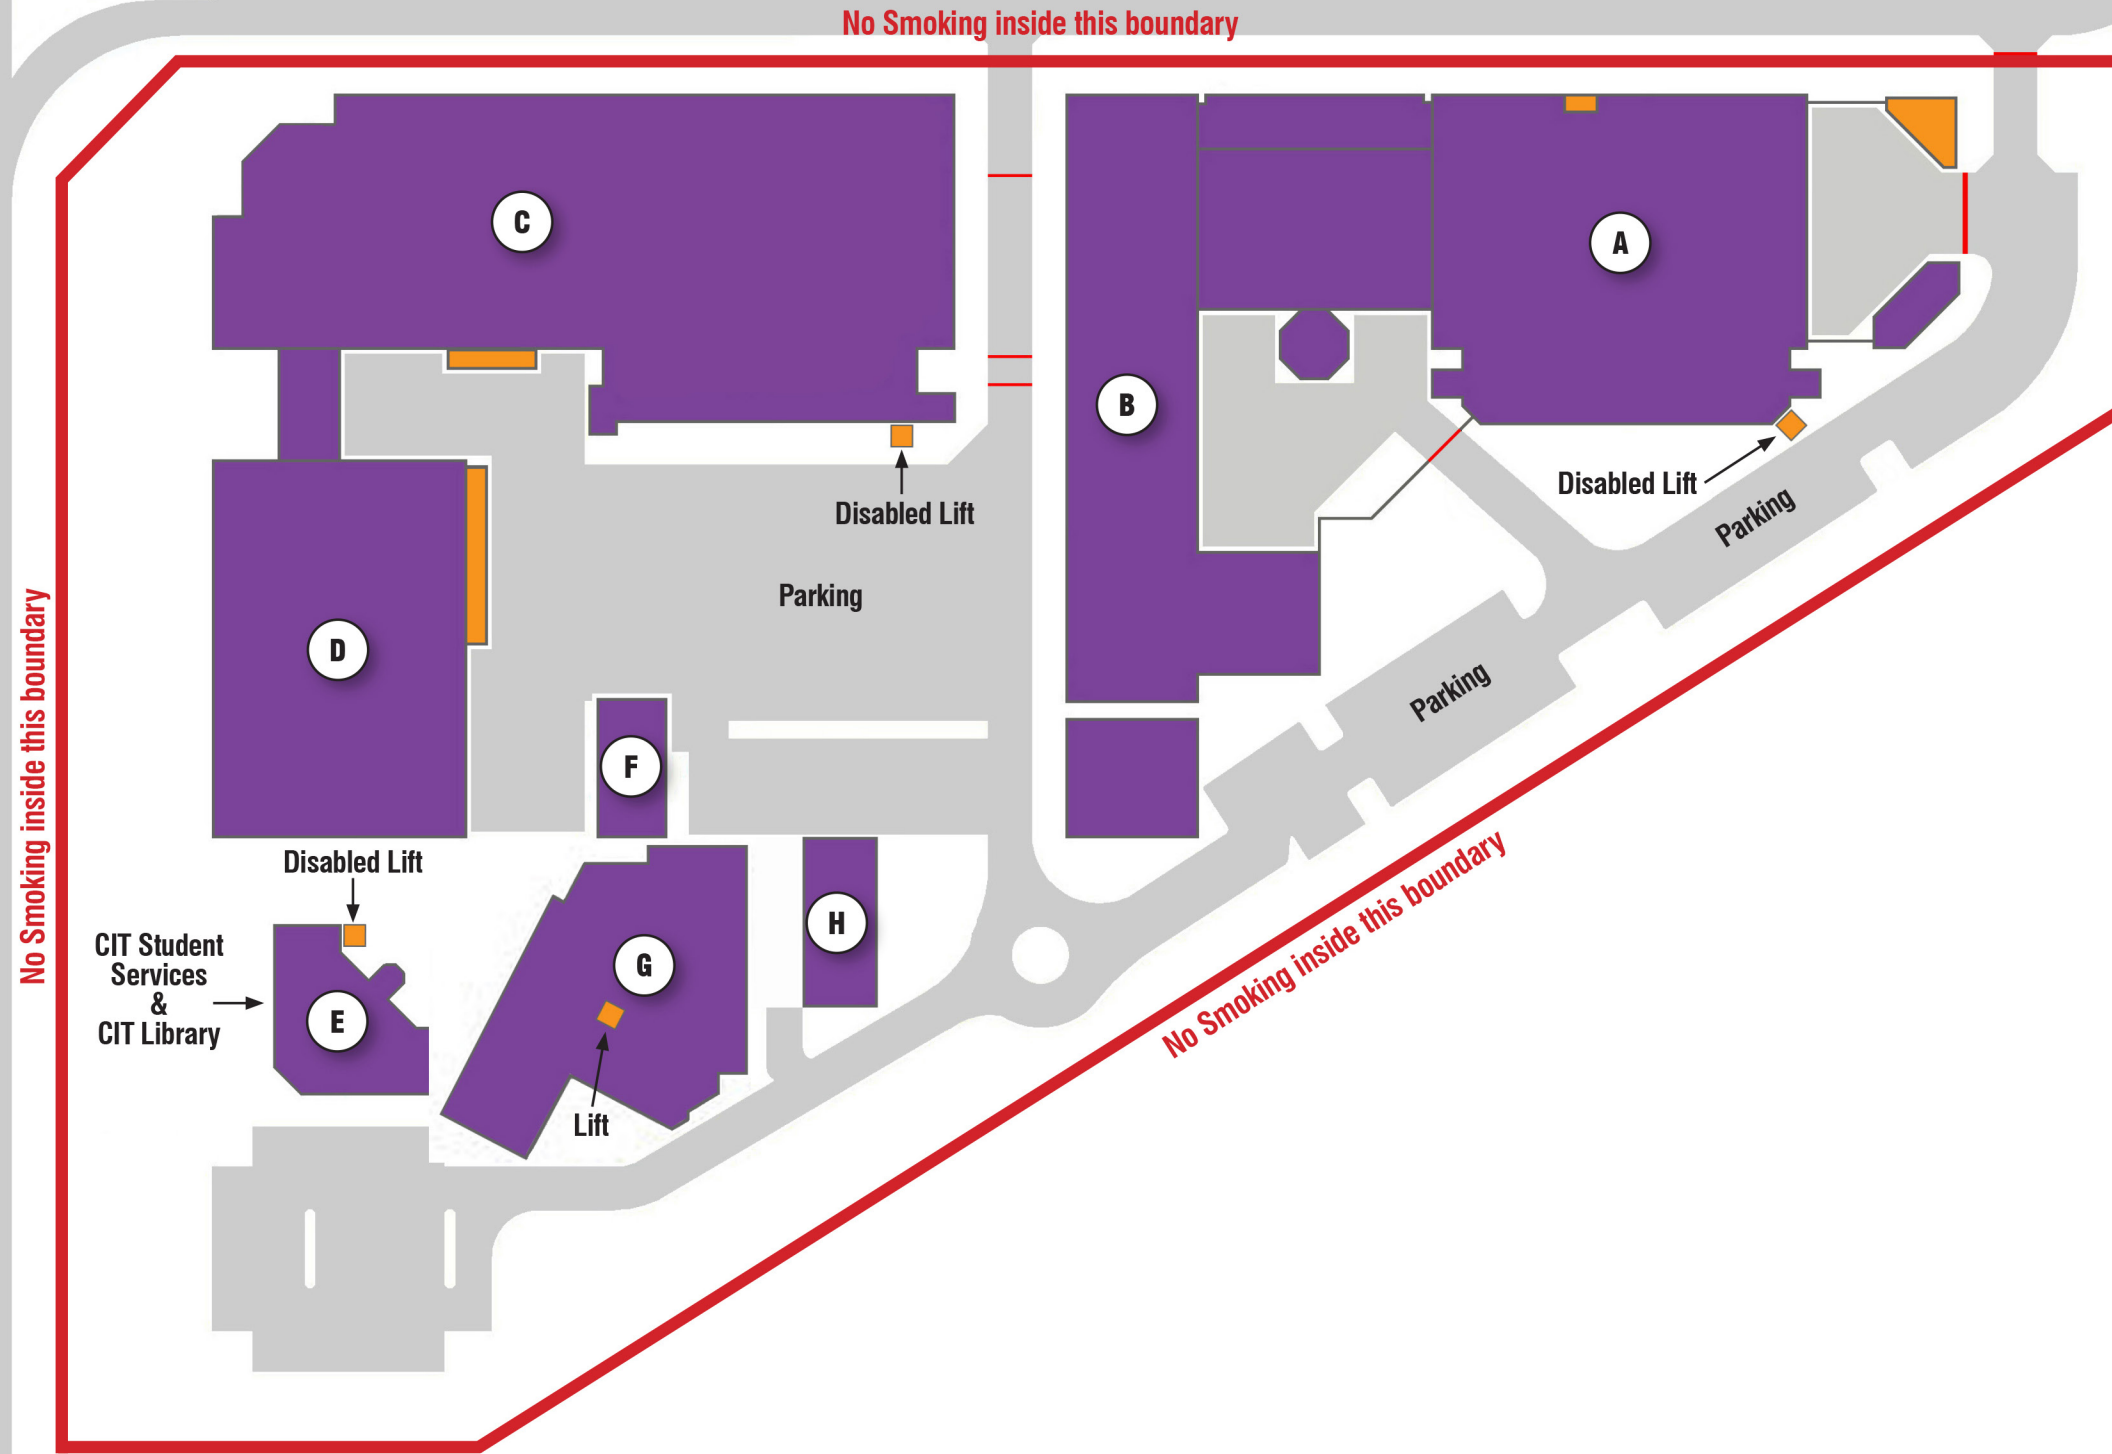 No Smoking inside this boundary
C
A
B
Disabled Lift
Disabled Lift
Parking
Parking
D
Parking
F
No Smoking inside this boundary
Disabled Lift
CIT Student
Services
&
CIT Library
E
G
H
Lift
No Smoking inside this boundary